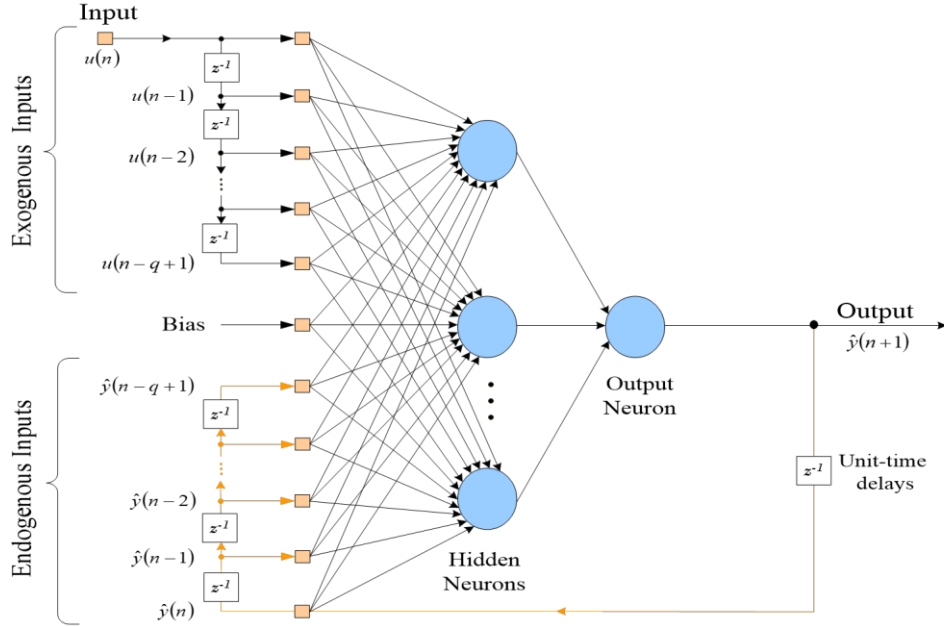 Input
u(n)
z⁻¹
u(n−1)
z⁻¹
u(n−2)
z⁻¹
u(n−q+1)
Exogenous Inputs
Bias
Endogenous Inputs
ŷ(n−q+1)
z⁻¹
ŷ(n−2)
z⁻¹
ŷ(n−1)
z⁻¹
ŷ(n)
Hidden
Neurons
Output
Neuron
Output
ŷ(n+1)
z⁻¹
Unit-time
delays